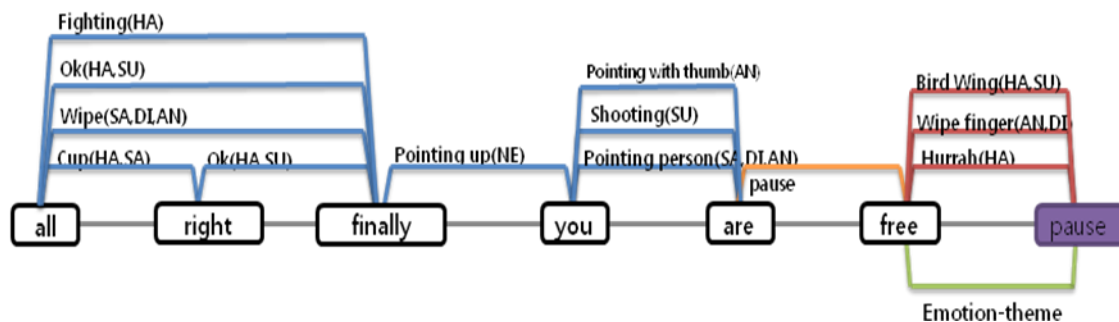 Fighting(HA)
Ok(HA,SU)
Wipe(SA,DI,AN)
Cup(HA,SA)
Ok(HA,SU)
Pointing up(NE)
Pointing with thumb(AN)
Shooting(SU)
Pointing person(SA,DI,AN)
pause
Bird Wing(HA,SU)
Wipe finger(AN,DI)
Hurrah(HA)
all
right
finally
you
are
free
pause
Emotion-theme